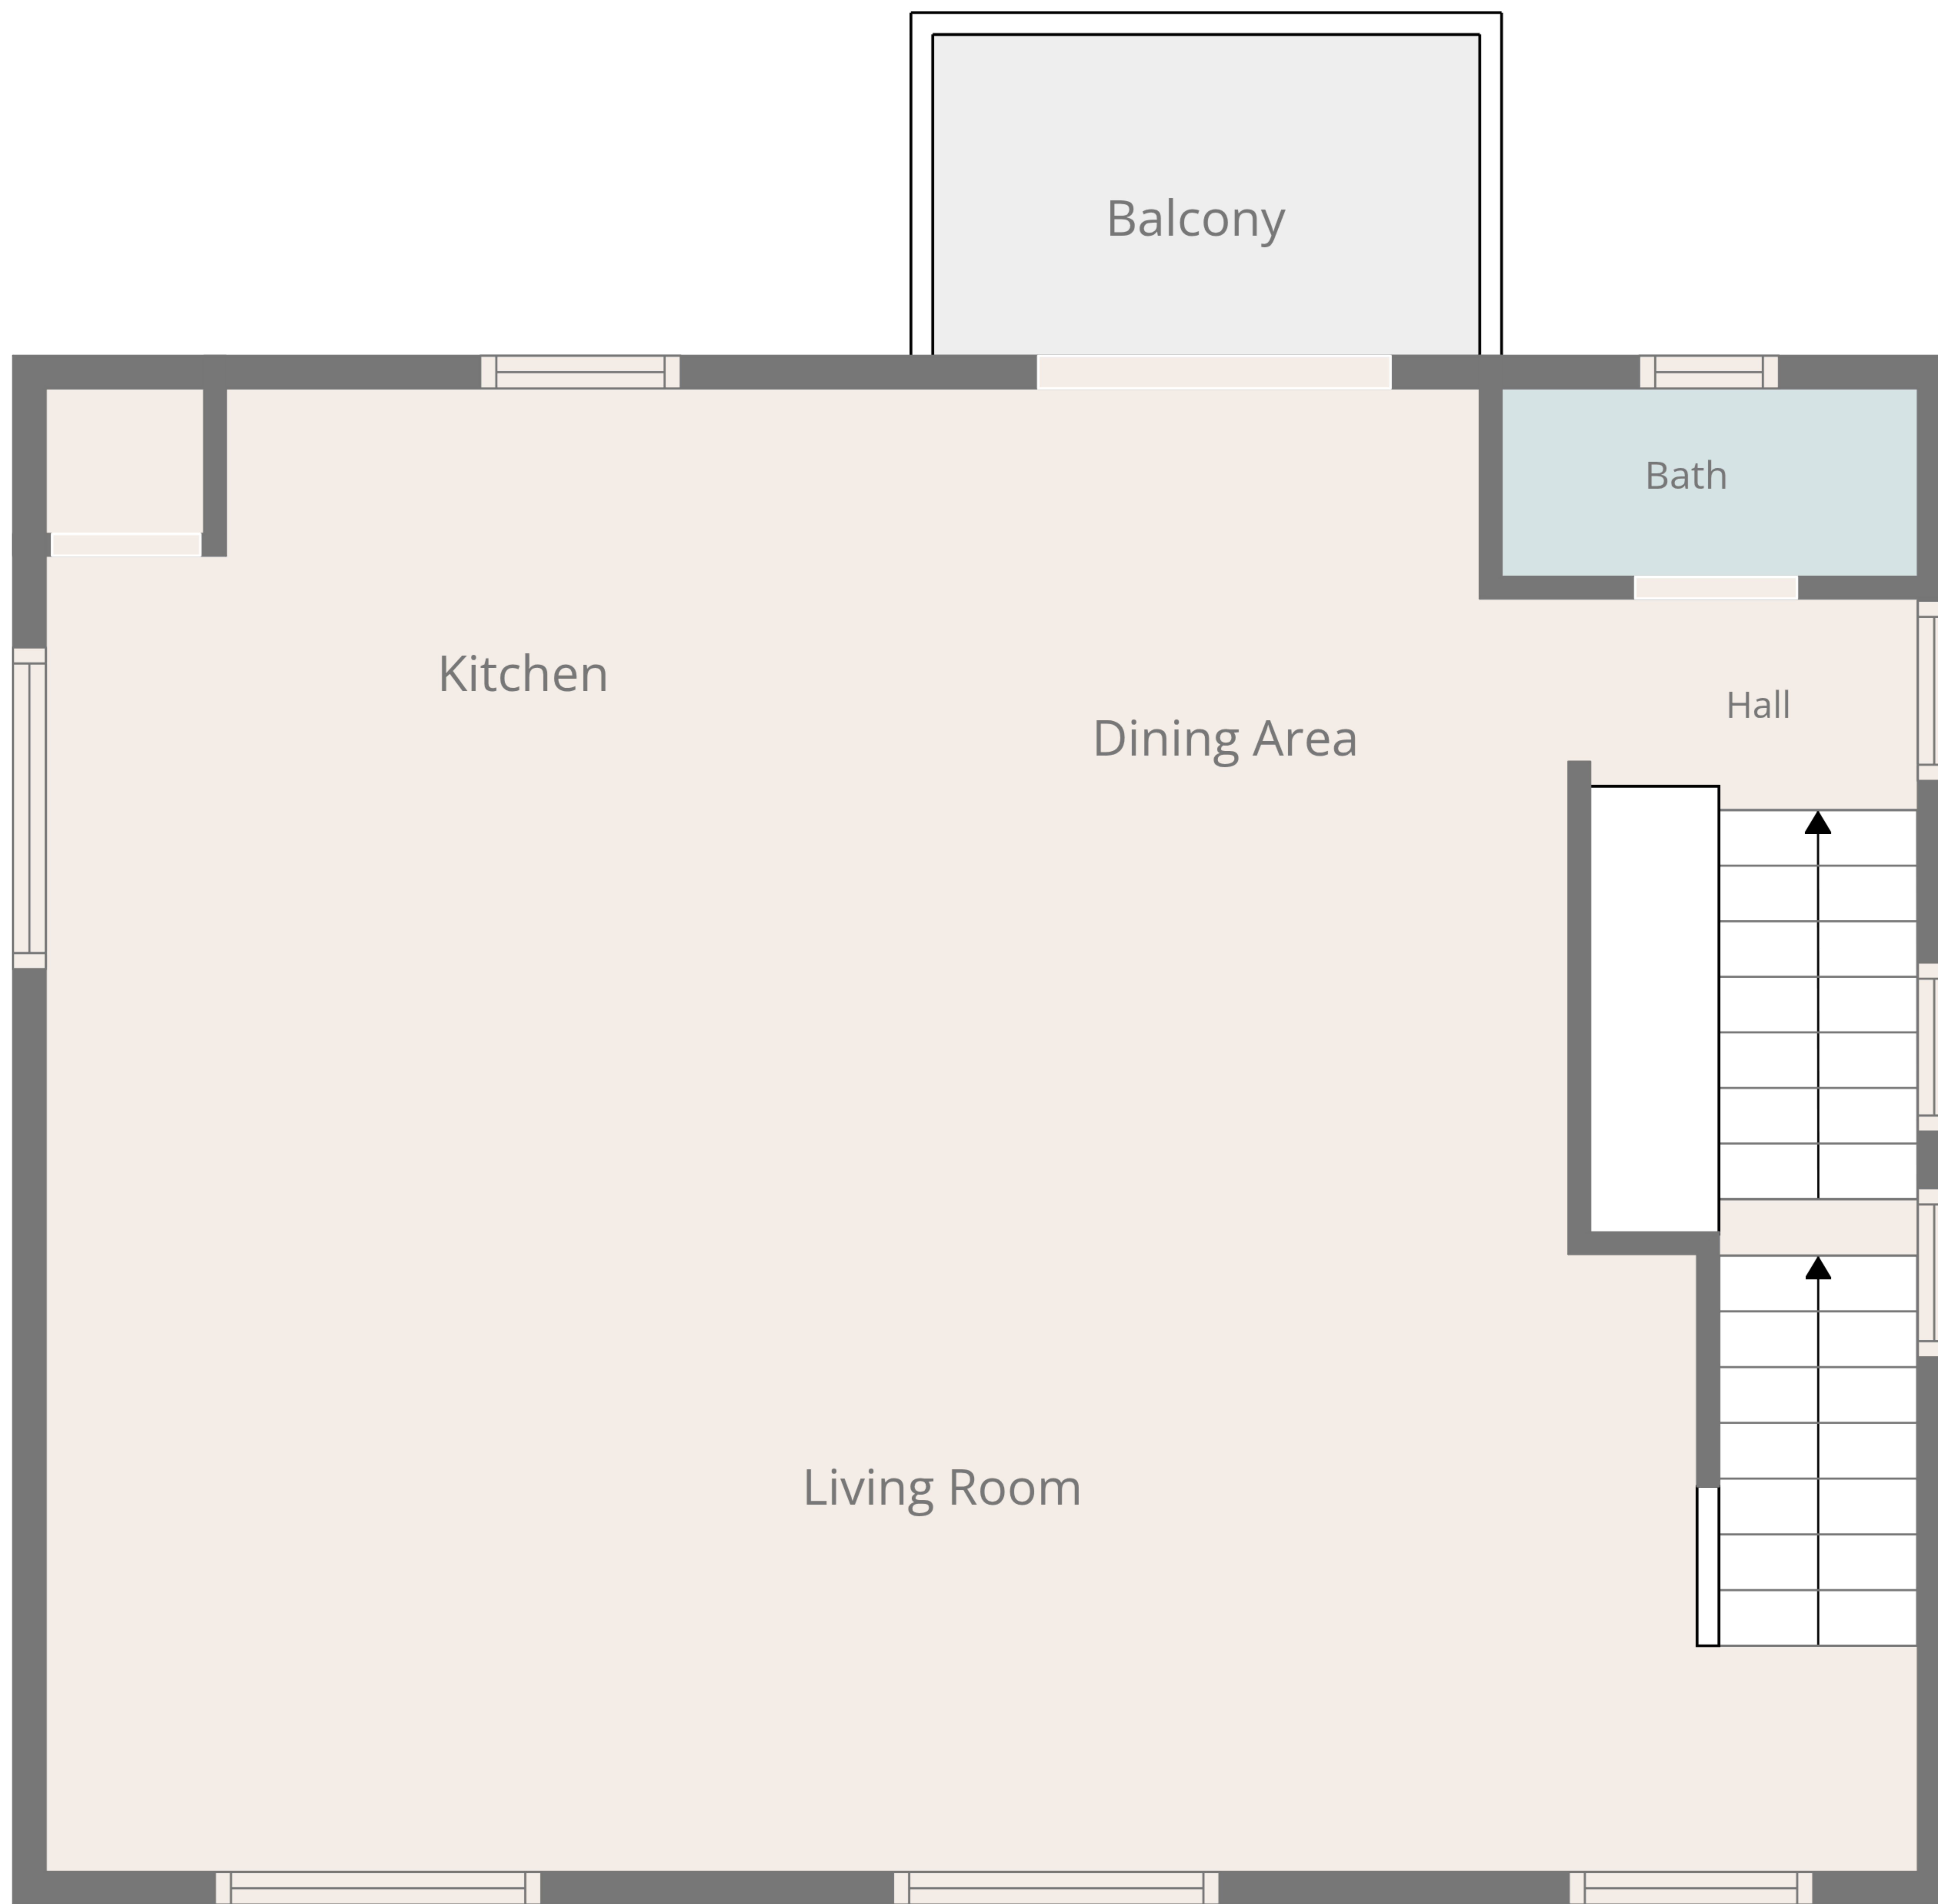 Balcony
Bath
Kitchen
Hall
Dining Area
Living Room